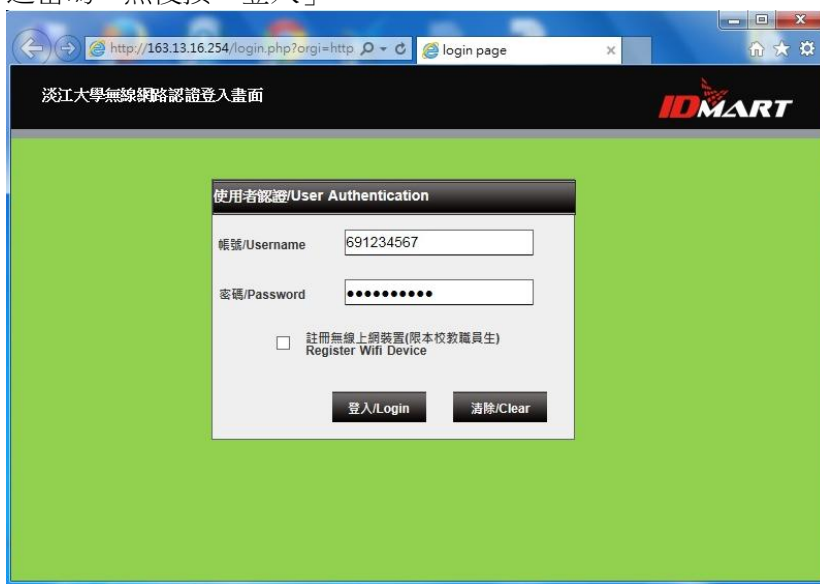 http://163.13.16.254/login.php?orgi=http
login page
淡江大學無線網路認證登入畫面
IDMART
使用者認證/User Authentication
帳號/Username
691234567
密碼/Password
••••••••••
註冊無線上網裝置(限本校教職員生)
Register Wifi Device
登入/Login
清除/Clear